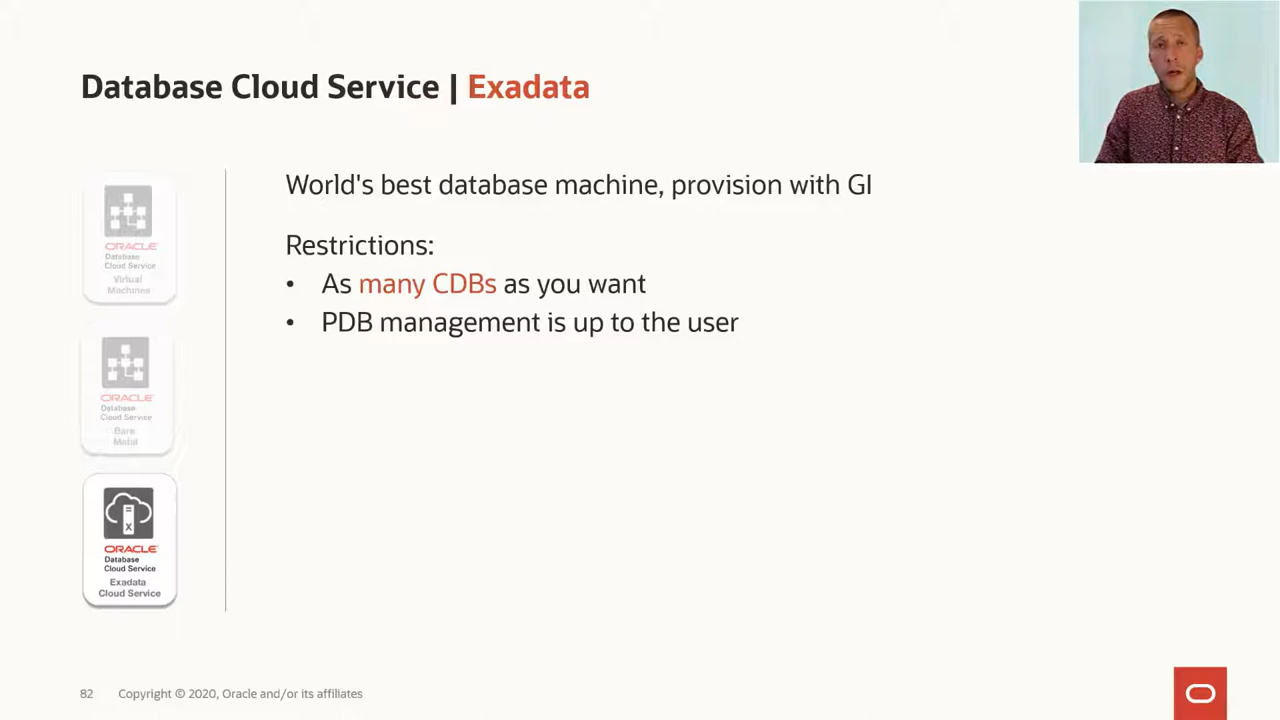 Database Cloud Service | Exadata
World's best database machine, provision with GI
Restrictions:
• As many CDBs as you want
• PDB management is up to the user
ORACLE
Database
Cloud Service
Virtual
Machines
ORACLE
Database
Cloud Service
Bare
Metal
X
ORACLE
Database
Cloud Service
Exadata
Cloud Service
82
Copyright © 2020, Oracle and/or its affiliates